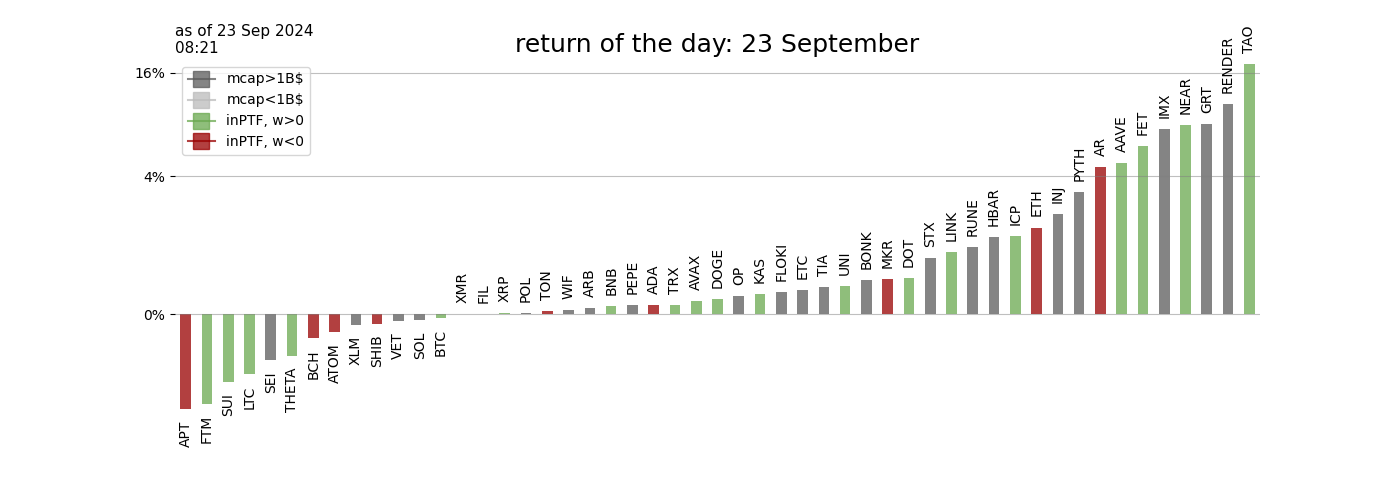 as of 23 Sep 2024
08:21
return of the day: 23 September
mcap>1B$
mcap<1B$
inPTF, w>0
inPTF, w<0
16%
4%
0%
APT
FTM
SUI
LTC
SEI
THETA
BCH
ATOM
XLM
SHIB
VET
SOL
BTC
XMR
FIL
XRP
POL
TON
WIF
ARB
BNB
PEPE
ADA
TRX
AVAX
DOGE
OP
KAS
FLOKI
ETC
TIA
UNI
BONK
MKR
DOT
STX
LINK
RUNE
HBAR
ICP
ETH
INJ
PYTH
AR
AAVE
FET
IMX
NEAR
GRT
RENDER
TAO